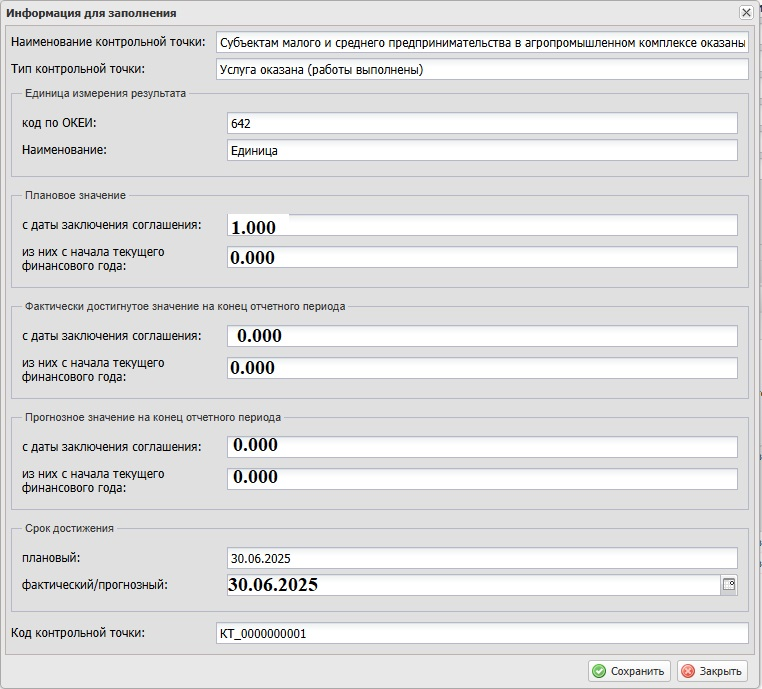 Информация для заполнения
Наименование контрольной точки: Субъектам малого и среднего предпринимательства в агропромышленном комплексе оказаны
Тип контрольной точки: Услуга оказана (работы выполнены)
Единица измерения результата
код по ОКЕИ: 642
Наименование: Единица
Плановое значение
с даты заключения соглашения: 1.000
из них с начала текущего
финансового года: 0.000
Фактически достигнутое значение на конец отчетного периода
с даты заключения соглашения: 0.000
из них с начала текущего
финансового года: 0.000
Прогнозное значение на конец отчетного периода
с даты заключения соглашения: 0.000
из них с начала текущего
финансового года: 0.000
Срок достижения
плановый: 30.06.2025
фактический/прогнозный: 30.06.2025
Код контрольной точки: КТ_0000000001
Сохранить Закрыть